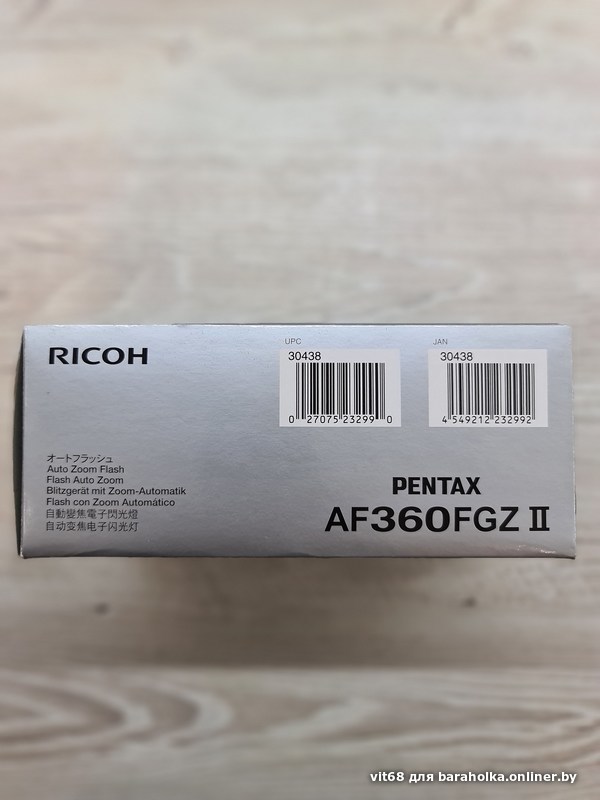 RICOH
UPC
30438
0 27075 23299 0
JAN
30438
4 549212 232992
オートフラッシュ
Auto Zoom Flash
Flash Auto Zoom
Blitzgerät mit Zoom-Automatik
Flash con Zoom Automático
自動變焦電子閃光燈
自动变焦电子闪光灯
PENTAX
AF360FGZ II
vit68 для baraholka.onliner.by